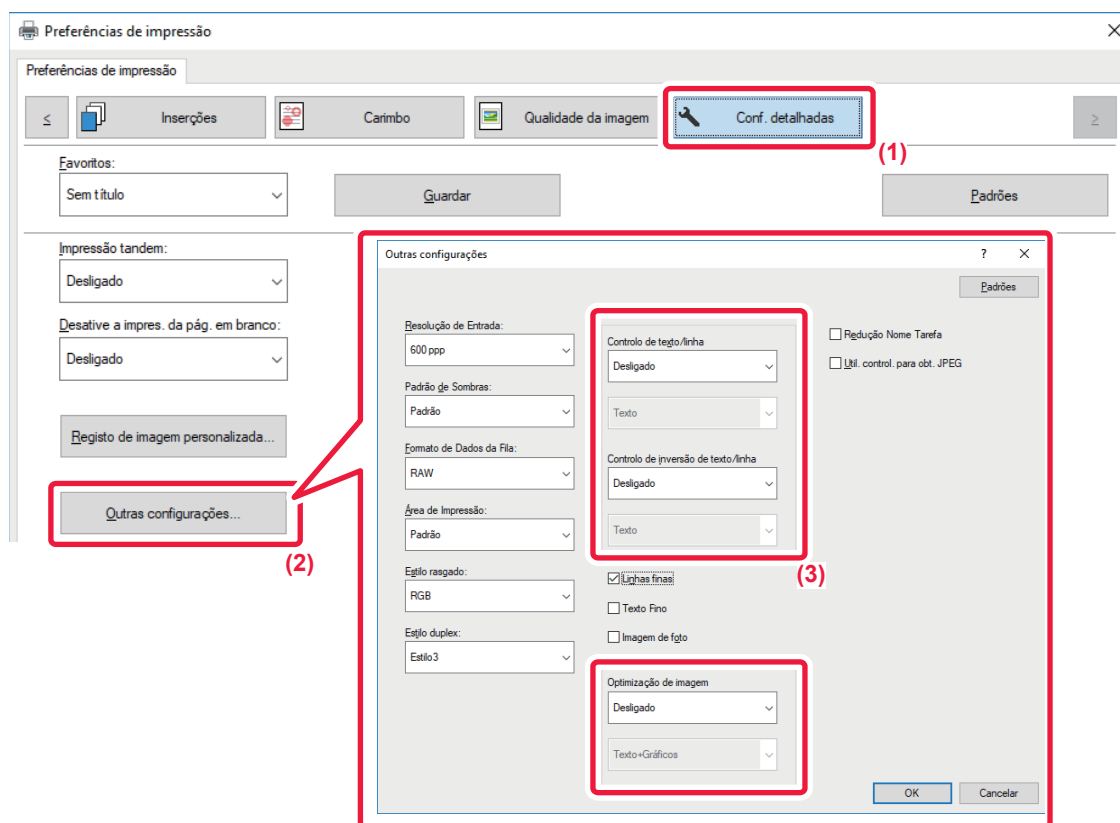 Preferências de impressão
Preferências de impressão
<
Inserções
Carimbo
Qualidade da imagem
Conf. detalhadas
>
(1)
Favoritos:
Sem título
Guardar
Padrões
Impressão tandem:
Desligado
Desative a impres. da pág. em branco:
Desligado
Registo de imagem personalizada...
Outras configurações...
(2)
Outras configurações
?
Padrões
Resolução de Entrada:
600 ppp
Padrão de Sombras:
Padrão
Formato de Dados da Fila:
RAW
Área de Impressão:
Padrão
Estilo rasgado:
RGB
Estilo duplex:
Estilo3
Controlo de texto/linha
Desligado
Texto
Controlo de inversão de texto/linha
Desligado
Texto
(3)
Linhas finas
Texto Fino
Imagem de foto
Optimização de imagem
Desligado
Texto+Gráficos
Redução Nome Tarefa
Util. control. para obt. JPEG
OK
Cancelar